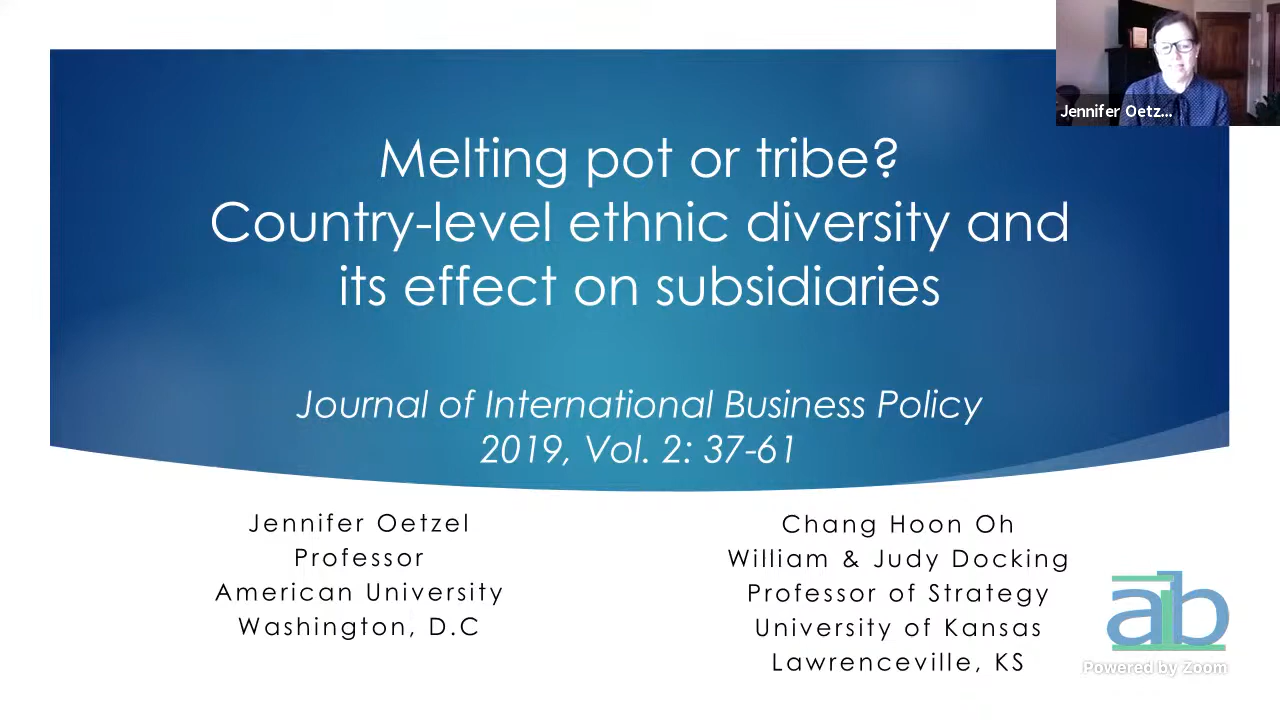 Jennifer Oetz...
Melting pot or tribe?
Country-level ethnic diversity and
its effect on subsidiaries
Journal of International Business Policy
2019, Vol. 2: 37-61
Jennifer Oetzel
Professor
American University
Washington, D.C
Chang Hoon Oh
William & Judy Docking
Professor of Strategy
University of Kansas
Lawrenceville, KS
aib
Powered by Zoom